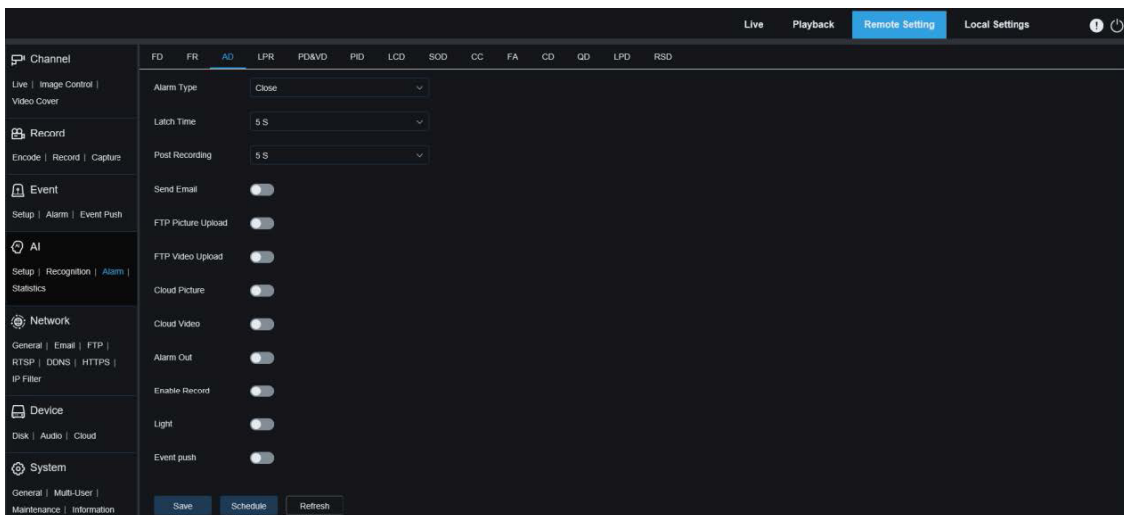 Live Playback Remote Setting Local Settings
Channel
Live | Image Control |
Video Cover
Record
Encode | Record | Capture
Event
Setup | Alarm | Event Push
AI
Setup | Recognition | Alarm |
Statistics
Network
General | Email | FTP |
RTSP | DDNS | HTTPS |
IP Filter
Device
Disk | Audio | Cloud
System
General | Multi-User |
Maintenance | Information
FD FR AD LPR PD&VD PID LCD SOD CC FA CD QD LPD RSD
Alarm Type Close
Latch Time 5 S
Post Recording 5 S
Send Email
FTP Picture Upload
FTP Video Upload
Cloud Picture
Cloud Video
Alarm Out
Enable Record
Light
Event push
Save Schedule Refresh